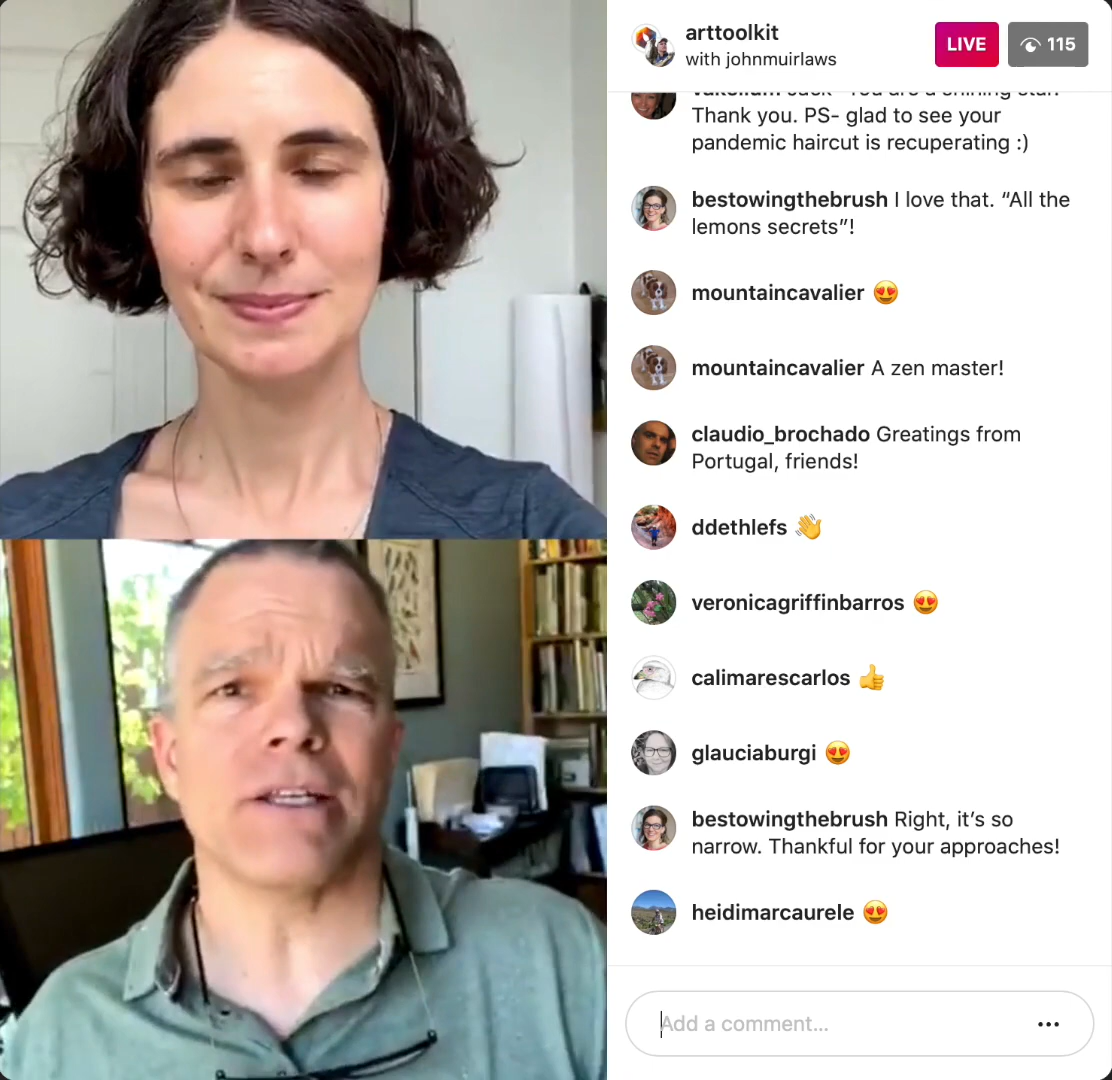 arttoolkit
with johnmuirlaws
LIVE
115
Thank you. PS- glad to see your
pandemic haircut is recuperating :)
bestowingthebrush I love that. “All the
lemons secrets”!
mountaincavalier 😍
mountaincavalier A zen master!
claudio_brochado Greatings from
Portugal, friends!
ddethlefs 👋
veronicagriffinbarros 😍
calimarescarlos 👍
glauciaburgi 😍
bestowingthebrush Right, it’s so
narrow. Thankful for your approaches!
heidimarcaurele 😍
Add a comment...